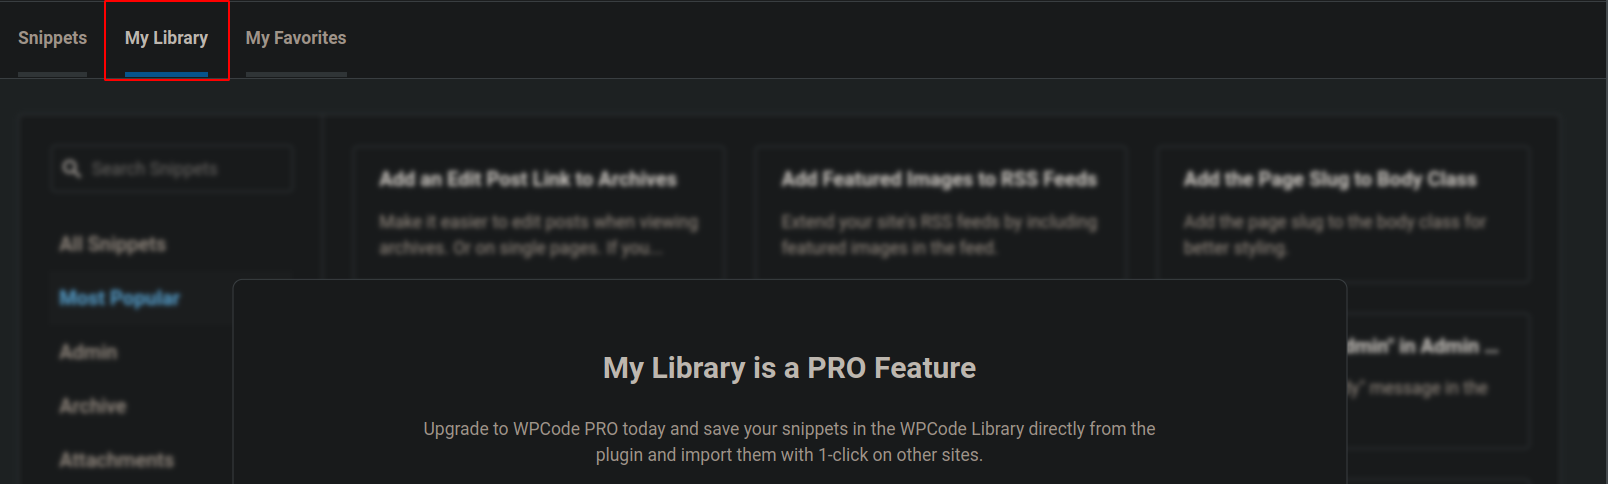 Snippets
My Library
My Favorites
Search Snippets
All Snippets
Most Popular
Admin
Archive
Attachments
Add an Edit Post Link to Archives
Make it easier to edit posts when viewing
archives. Or on single pages. If you...
Add Featured Images to RSS Feeds
Extend your site's RSS feeds by including
featured images in the feed.
Add the Page Slug to Body Class
Add the page slug to the body class for
better styling.
in Admin ...
message in the
My Library is a PRO Feature
Upgrade to WPCode PRO today and save your snippets in the WPCode Library directly from the
plugin and import them with 1-click on other sites.